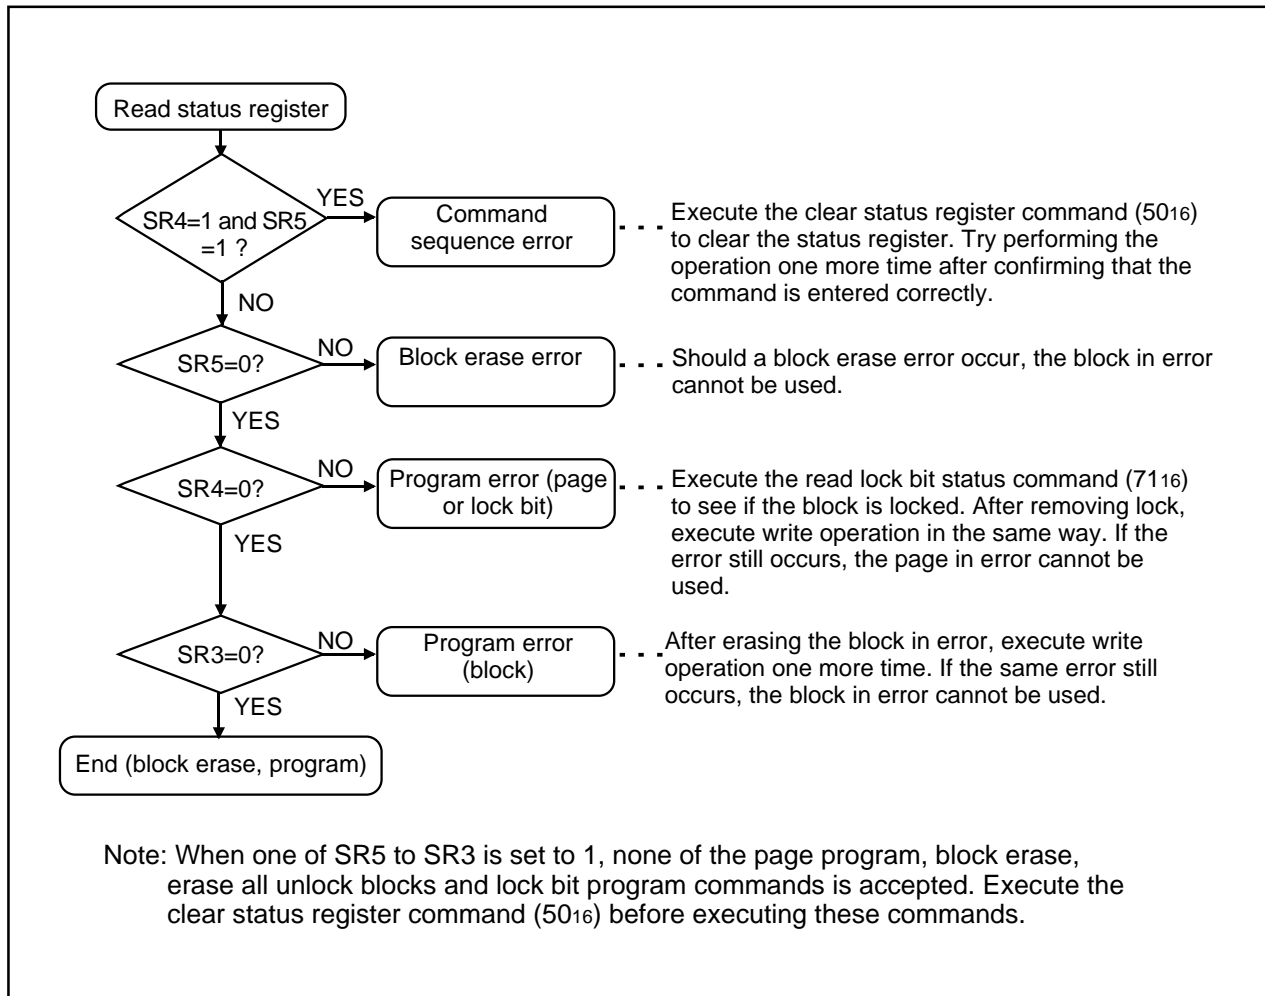 Read status register
SR4=1 and SR5
=1 ?
YES
Command
sequence error
Execute the clear status register command (5016)
to clear the status register. Try performing the
operation one more time after confirming that the
command is entered correctly.
NO
SR5=0?
NO
Block erase error
Should a block erase error occur, the block in error
cannot be used.
YES
SR4=0?
NO
Program error (page
or lock bit)
Execute the read lock bit status command (7116)
to see if the block is locked. After removing lock,
execute write operation in the same way. If the
error still occurs, the page in error cannot be
used.
YES
SR3=0?
NO
Program error
(block)
After erasing the block in error, execute write
operation one more time. If the same error still
occurs, the block in error cannot be used.
YES
End (block erase, program)
Note: When one of SR5 to SR3 is set to 1, none of the page program, block erase,
erase all unlock blocks and lock bit program commands is accepted. Execute the
clear status register command (5016) before executing these commands.